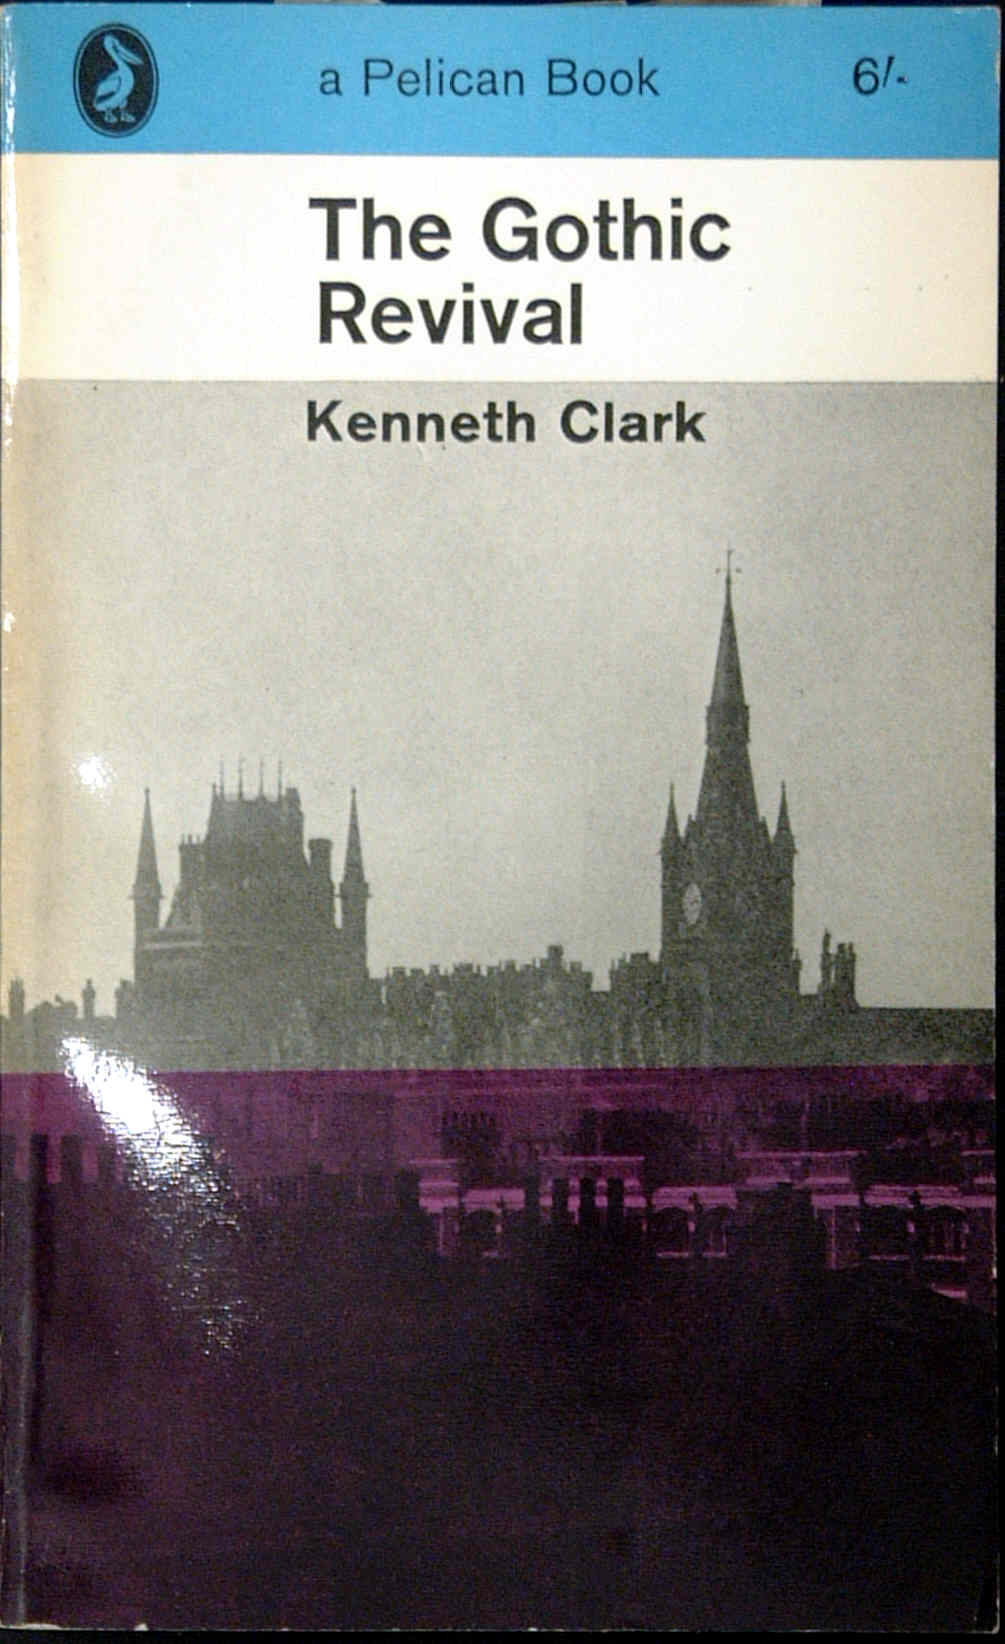 a Pelican Book 6/-
The Gothic
Revival
Kenneth Clark